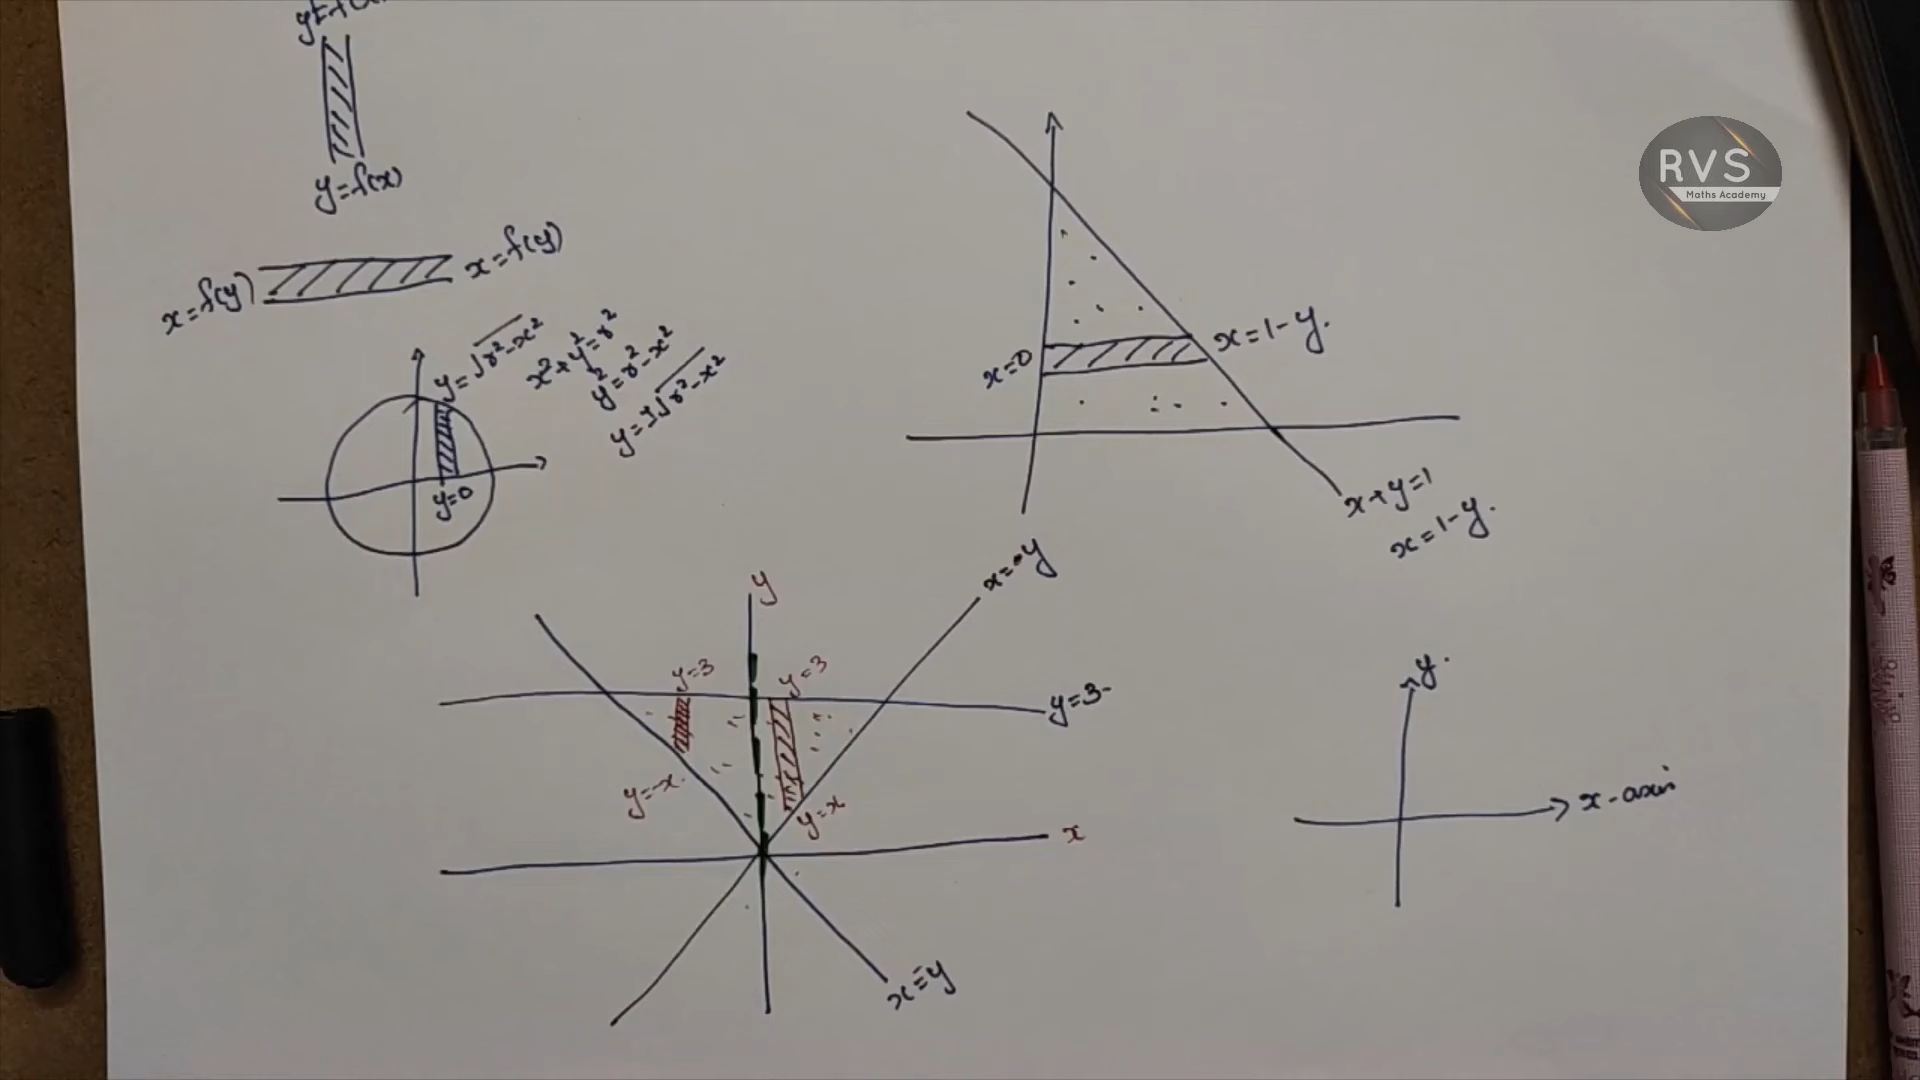 y=f(x)
x=f(y)
x=f(y)
y=√r²-x²
x²+y²=r²
y²=r²-x²
y=±√r²-x²
y=0
RVS
Maths Academy
x=0
x=1-y.
x+y=1
x=1-y.
y
x=y
y=3
y=3
y=3-
y=-x.
y=x
x
x=-y
y.
x-axis